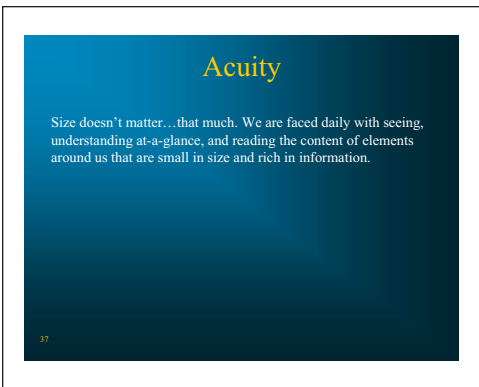 Acuity
Size doesn’t matter…that much. We are faced daily with seeing,
understanding at-a-glance, and reading the content of elements
around us that are small in size and rich in information.
37